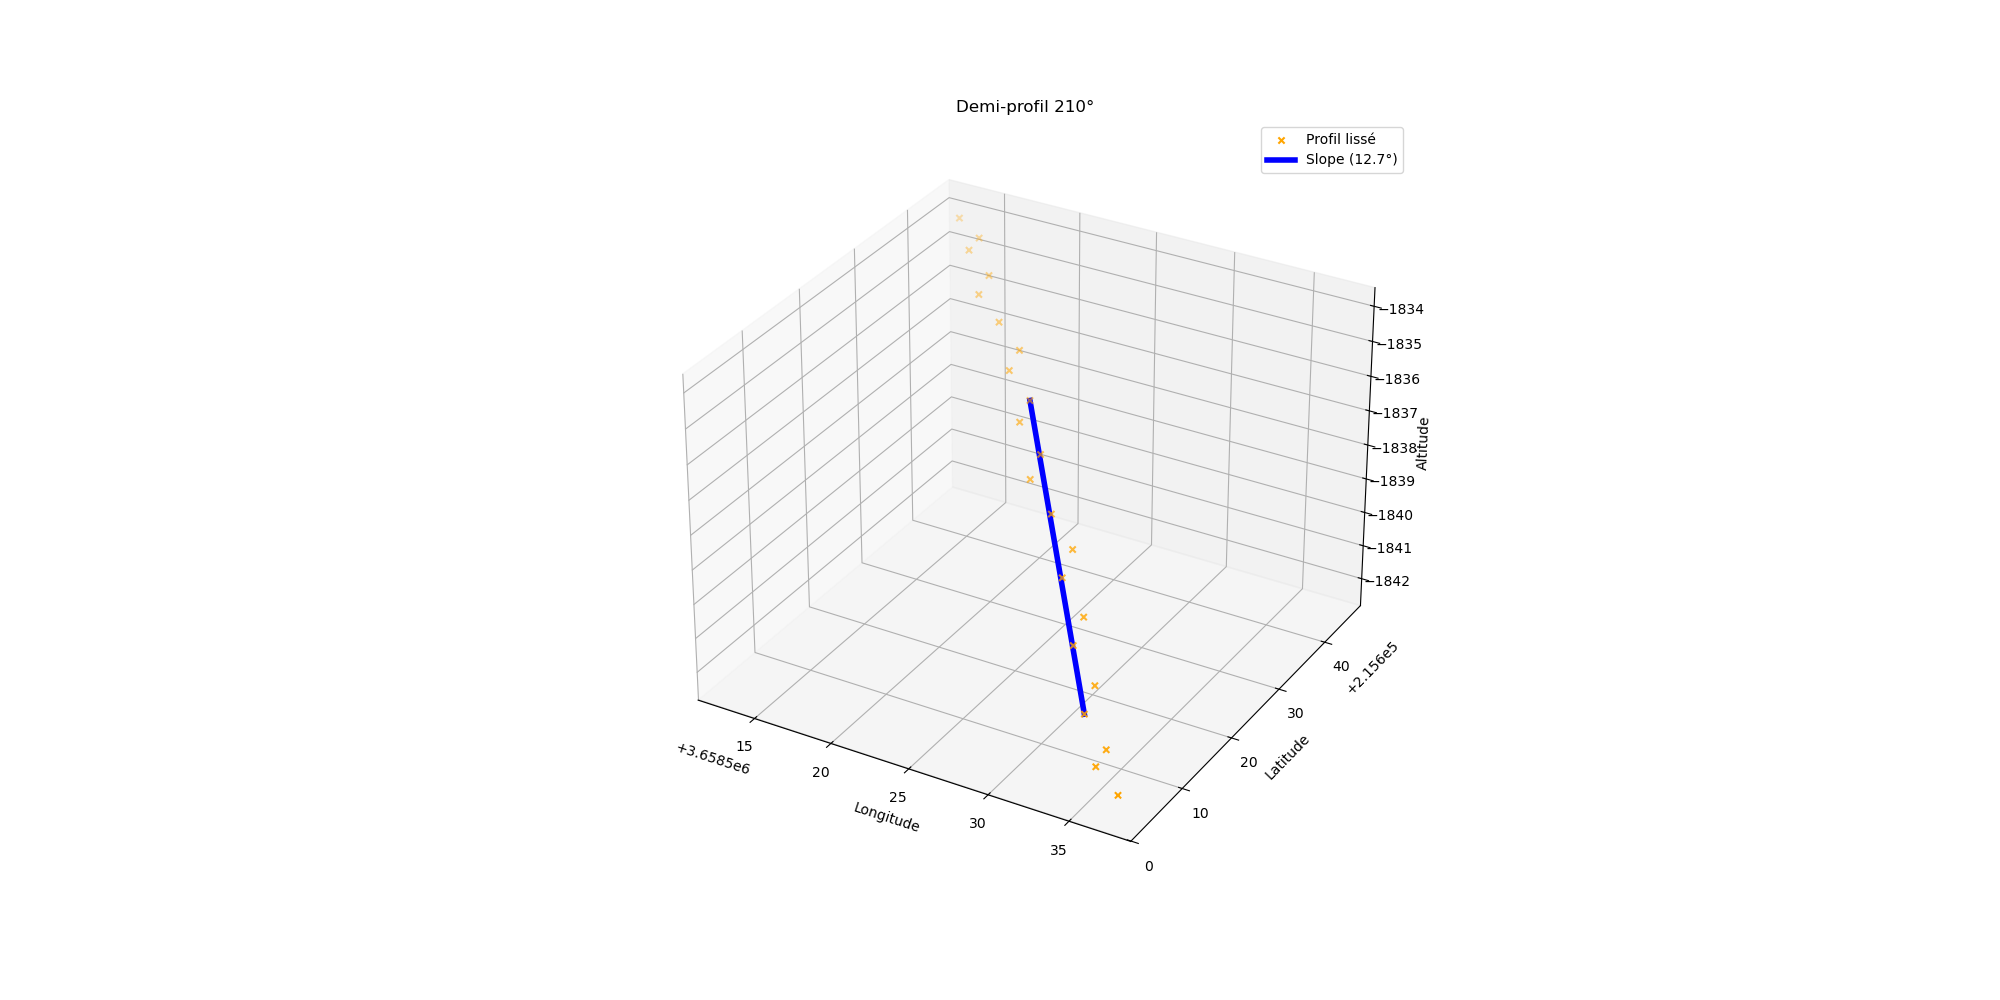 Demi-profil 210°
Profil lissé
Slope (12.7°)
−1834
−1835
−1836
−1837
−1838
−1839
−1840
−1841
−1842
Altitude
40
30
20
10
0
+2.156e5
Latitude
15
20
25
30
35
+3.6585e6
Longitude